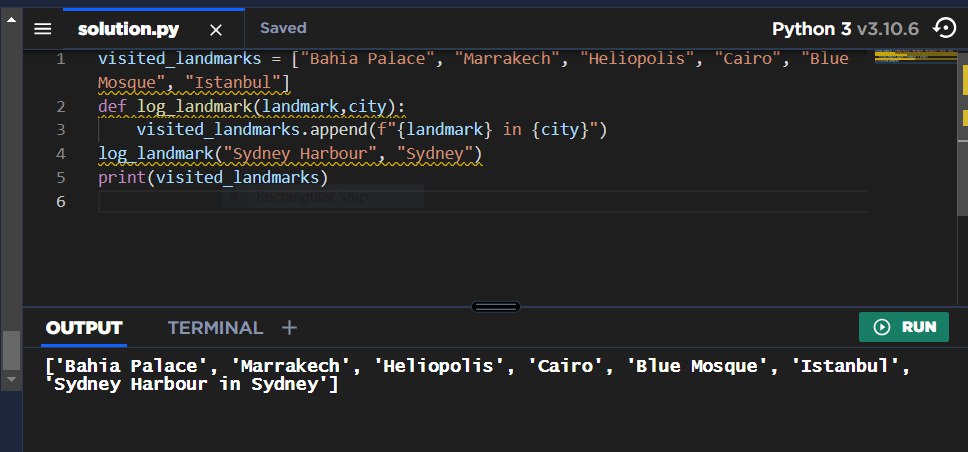 solution.py × Saved Python 3 v3.10.6
1 visited_landmarks = ["Bahia Palace", "Marrakech", "Heliopolis", "Cairo", "Blue
Mosque", "Istanbul"]
2 def log_landmark(landmark,city):
3 visited_landmarks.append(f"{landmark} in {city}")
4 log_landmark("Sydney Harbour", "Sydney")
5 print(visited_landmarks)
Rectangular Snip
6
OUTPUT TERMINAL + RUN
['Bahia Palace', 'Marrakech', 'Heliopolis', 'Cairo', 'Blue Mosque', 'Istanbul',
'Sydney Harbour in Sydney']